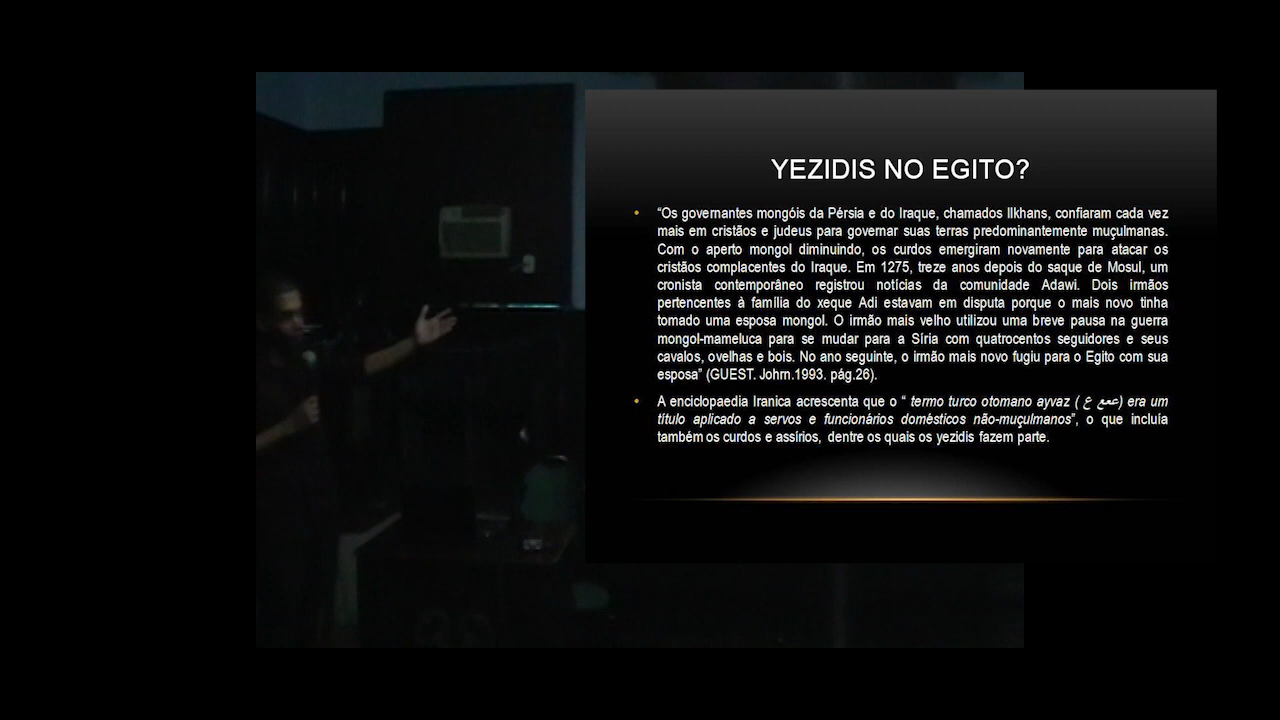 YEZIDIS NO EGITO?
• “Os governantes mongóis da Pérsia e do Iraque, chamados Ilkhans, confiaram cada vez
mais em cristãos e judeus para governar suas terras predominantemente muçulmanas.
Com o aperto mongol diminuindo, os curdos emergiram novamente para atacar os
cristãos complacentes do Iraque. Em 1275, treze anos depois do saque de Mosul, um
cronista contemporâneo registrou notícias da comunidade Adawi. Dois irmãos
pertencentes à família do xeque Adi estavam em disputa porque o mais novo tinha
tomado uma esposa mongol. O irmão mais velho utilizou uma breve pausa na guerra
mongol-mameluca para se mudar para a Síria com quatrocentos seguidores e seus
cavalos, ovelhas e bois. No ano seguinte, o irmão mais novo fugiu para o Egito com sua
esposa” (GUEST. Johrn.1993. pág.26).
• A enciclopaedia Iranica acrescenta que o “ termo turco otomano ayvaz ( ) era um
título aplicado a servos e funcionários domésticos não-muçulmanos”, o que incluía
também os curdos e assírios, dentre os quais os yezidis fazem parte.